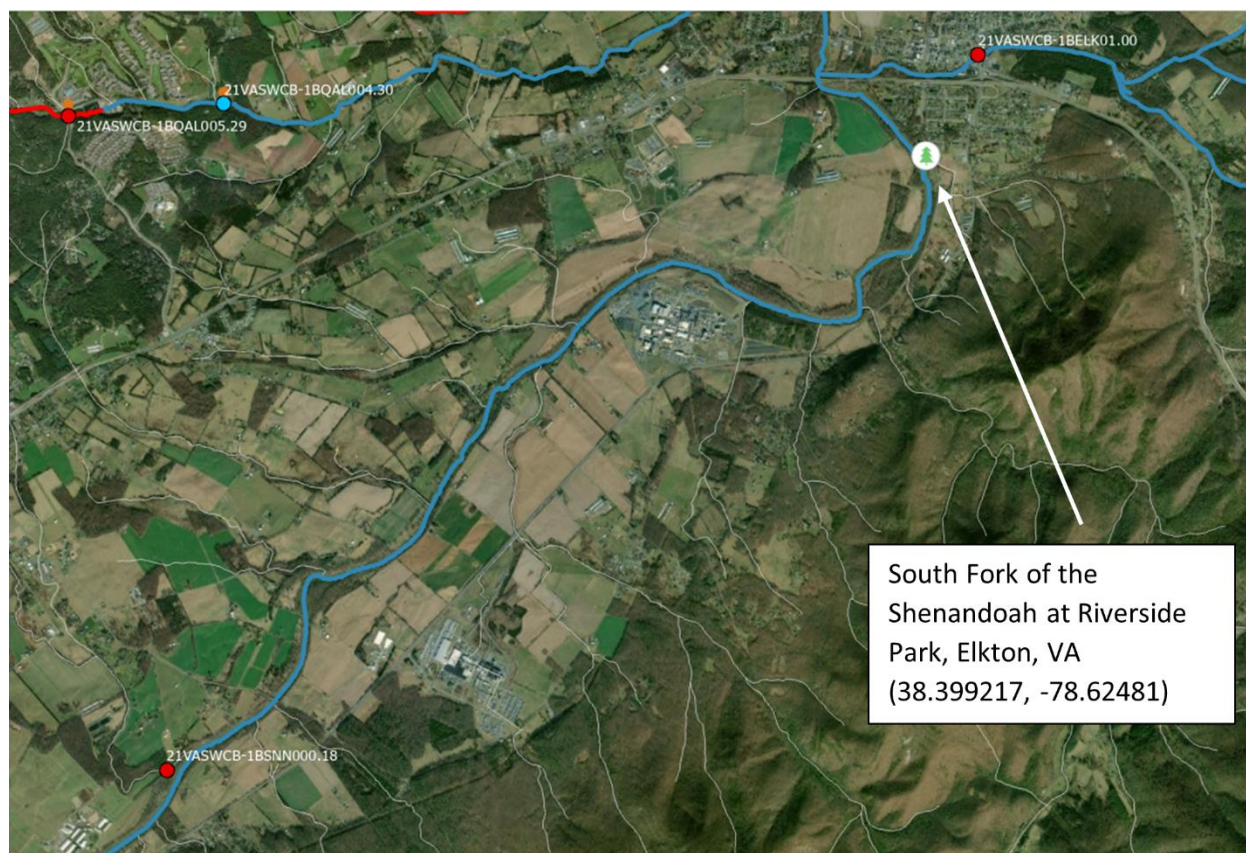 21VASWCB-1BELK01.00
21VASWCB-1BQAL004.30
21VASWCB-1BQAL005.29
South Fork of the
Shenandoah at Riverside
Park, Elkton, VA
(38.399217, -78.62481)
21VASWCB-1BSNN000.18